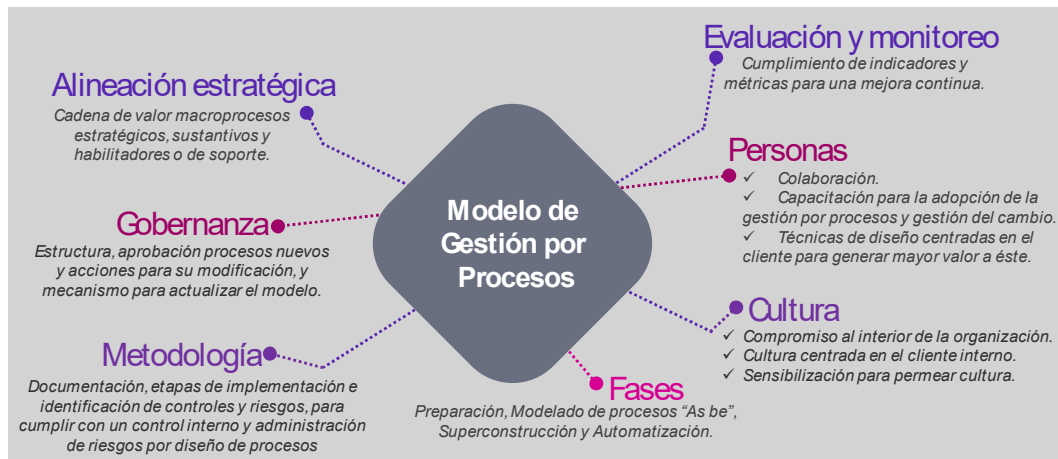 Alineación estratégica
Cadena de valor macroprocesos
estratégicos, sustantivos y
habilitadores o de soporte.
Gobernanza
Estructura, aprobación procesos nuevos
y acciones para su modificación, y
mecanismo para actualizar el modelo.
Metodología
Documentación, etapas de implementación e
identificación de controles y riesgos, para
cumplir con un control interno y administración
de riesgos por diseño de procesos
Modelo de
Gestión por
Procesos
Evaluación y monitoreo
Cumplimiento de indicadores y
métricas para una mejora continua.
Personas
✓ Colaboración.
✓ Capacitación para la adopción de la
gestión por procesos y gestión del cambio.
✓ Técnicas de diseño centradas en el
cliente para generar mayor valor a éste.
Cultura
✓ Compromiso al interior de la organización.
✓ Cultura centrada en el cliente interno.
✓ Sensibilización para permear cultura.
Fases
Preparación, Modelado de procesos “As be”,
Superconstrucción y Automatización.